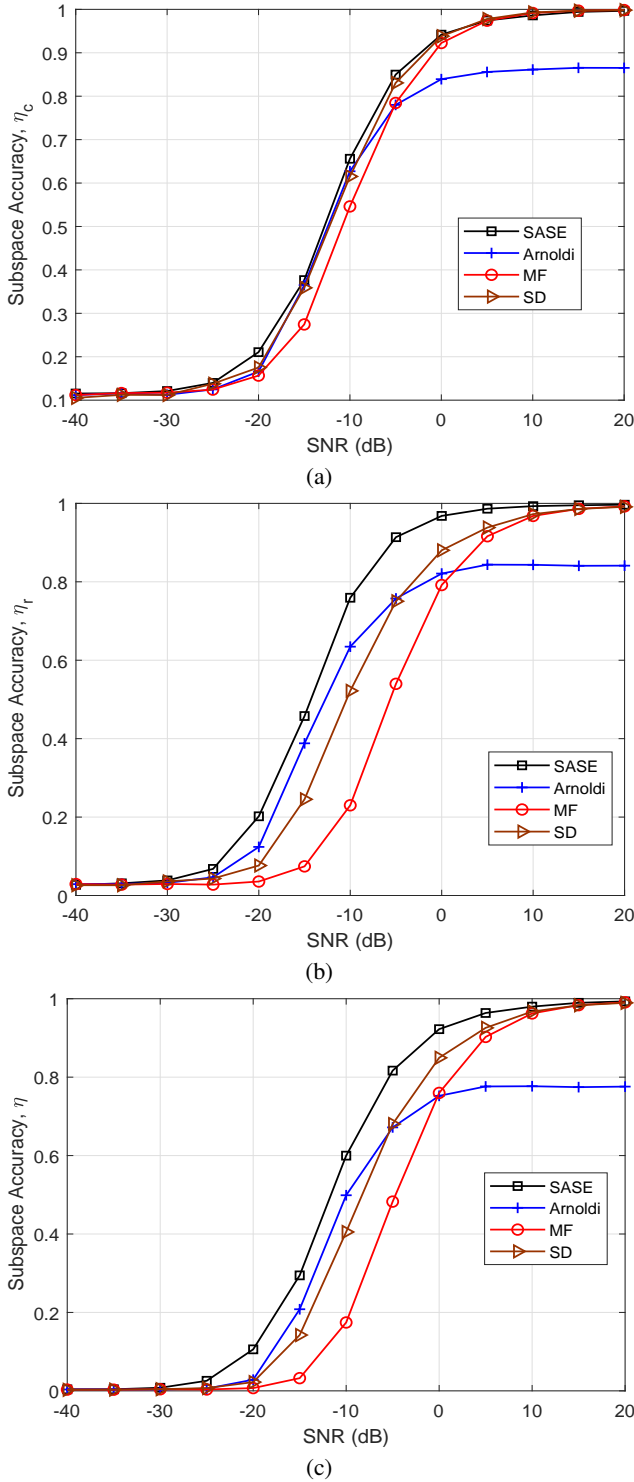 1
0.9
0.8
0.7
0.6
0.5
0.4
0.3
0.2
0.1
Subspace Accuracy, η_c
SASE
Arnoldi
MF
SD
-40 -30 -20 -10 0 10 20
SNR (dB)
(a)
1
0.8
0.6
0.4
0.2
0
Subspace Accuracy, η_r
SASE
Arnoldi
MF
SD
-40 -30 -20 -10 0 10 20
SNR (dB)
(b)
1
0.8
0.6
0.4
0.2
0
Subspace Accuracy, η
SASE
Arnoldi
MF
SD
-40 -30 -20 -10 0 10 20
SNR (dB)
(c)